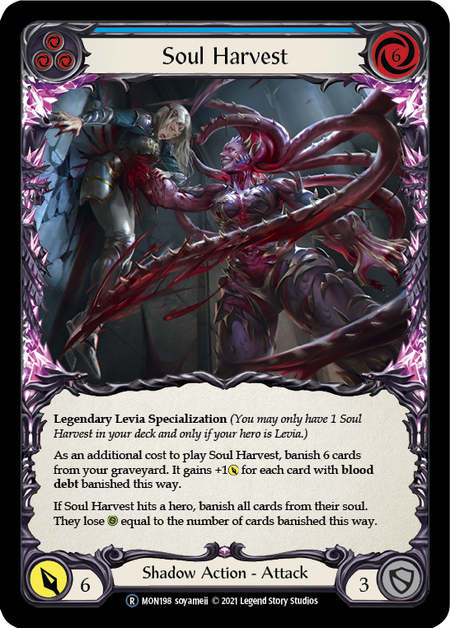 Soul Harvest
6
Legendary Levia Specialization (You may only have 1 Soul
Harvest in your deck and only if your hero is Levia.)
As an additional cost to play Soul Harvest, banish 6 cards
from your graveyard. It gains +1 for each card with blood
debt banished this way.
If Soul Harvest hits a hero, banish all cards from their soul.
They lose equal to the number of cards banished this way.
6
Shadow Action - Attack
3
R MON198 soyameii © 2021 Legend Story Studios